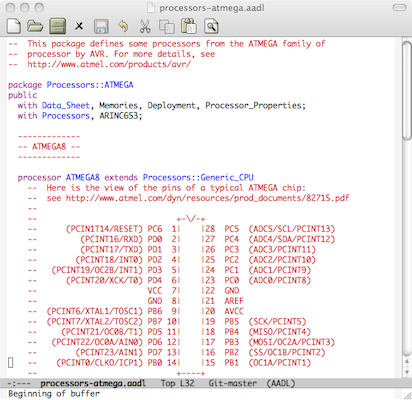 processors-atmega.aadl
--  This package defines some processors from the ATMEGA family of
--  processor by AVR. For more details, see
--  http://www.atmel.com/products/avr/
package Processors::ATMEGA
public
  with Data_Sheet, Memories, Deployment, Processor_Properties;
  with Processors, ARINC653;
  -------------
  -- ATMEGA8 --
  -------------
  processor ATMEGA8 extends Processors::Generic_CPU
    --  Here is the view of the pins of a typical ATMEGA chip:
    --  see http://www.atmel.com/dyn/resources/prod_documents/8271S.pdf
    --
    --                          +-\/-+
    --      (PCINT14/RESET) PC6  1|    |28  PC5 (ADC5/SCL/PCINT13)
    --        (PCINT16/RXD) PD0  2|    |27  PC4 (ADC4/SDA/PCINT12)
    --        (PCINT17/TXD) PD1  3|    |26  PC3 (ADC3/PCINT11)
    --       (PCINT18/INT0) PD2  4|    |25  PC2 (ADC2/PCINT10)
    --  (PCINT19/OC2B/INT1) PD3  5|    |24  PC1 (ADC1/PCINT9)
    --     (PCINT20/XCK/T0) PD4  6|    |23  PC0 (ADC0/PCINT8)
    --                      VCC  7|    |22  GND
    --                      GND  8|    |21  AREF
    -- (PCINT6/XTAL1/TOSC1) PB6  9|    |20  AVCC
    -- (PCINT7/XTAL2/TOSC2) PB7 10|    |19  PB5 (SCK/PCINT5)
    --    (PCINT21/OC0B/T1) PD5 11|    |18  PB4 (MISO/PCINT4)
    --  (PCINT22/OC0A/AIN0) PD6 12|    |17  PB3 (MOSI/OC2A/PCINT3)
    --       (PCINT23/AIN1) PD7 13|    |16  PB2 (SS/OC1B/PCINT2)
    --   (PCINT0/CLKO/ICP1) PB0 14|    |15  PB1 (OC1A/PCINT1)
    --                          +----+
-:---  processors-atmega.aadl   Top L32   Git-master  (AADL)
Beginning of buffer